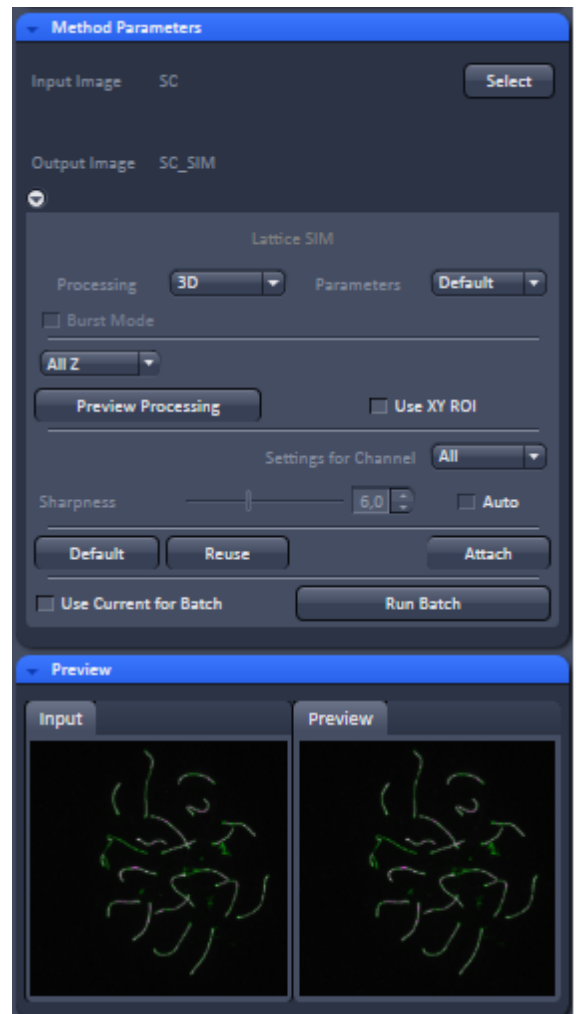 Method Parameters
Input Image SC Select
Output Image SC_SIM
Lattice SIM
Processing 3D Parameters Default
Burst Mode
All Z
Preview Processing Use XY ROI
Settings for Channel All
Sharpness 6,0 Auto
Default Reuse Attach
Use Current for Batch Run Batch
Preview
Input Preview